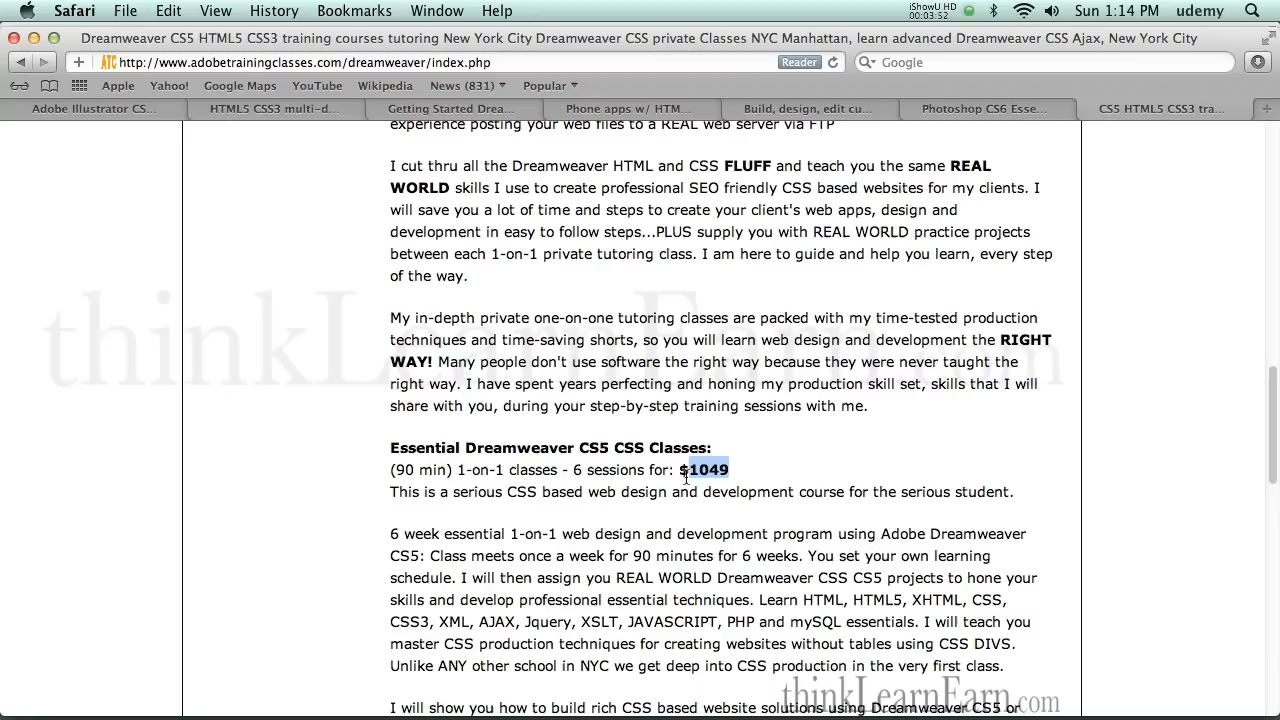 Safari File Edit View History Bookmarks Window Help iShowU HD 00:03:52 Sun 1:14 PM udemy
Dreamweaver CS5 HTML5 CSS3 training courses tutoring New York City Dreamweaver CSS private Classes NYC Manhattan, learn advanced Dreamweaver CSS Ajax, New York City
ATC http://www.adobetrainingclasses.com/dreamweaver/index.php Reader Google
Apple Yahoo! Google Maps YouTube Wikipedia News (831) Popular
Adobe Illustrator CS... HTML5 CSS3 multi-d... Getting Started Drea... Phone apps w/ HTM... Build, design, edit cu... Photoshop CS6 Esse... CS5 HTML5 CSS3 tra...
experience posting your web files to a REAL web server via FTP
I cut thru all the Dreamweaver HTML and CSS FLUFF and teach you the same REAL
WORLD skills I use to create professional SEO friendly CSS based websites for my clients. I
will save you a lot of time and steps to create your client's web apps, design and
development in easy to follow steps...PLUS supply you with REAL WORLD practice projects
between each 1-on-1 private tutoring class. I am here to guide and help you learn, every step
of the way.
thinkLearnEarn.com
My in-depth private one-on-one tutoring classes are packed with my time-tested production
techniques and time-saving shorts, so you will learn web design and development the RIGHT
WAY! Many people don't use software the right way because they were never taught the
right way. I have spent years perfecting and honing my production skill set, skills that I will
share with you, during your step-by-step training sessions with me.
Essential Dreamweaver CS5 CSS Classes:
(90 min) 1-on-1 classes - 6 sessions for: $1049
This is a serious CSS based web design and development course for the serious student.
6 week essential 1-on-1 web design and development program using Adobe Dreamweaver
CS5: Class meets once a week for 90 minutes for 6 weeks. You set your own learning
schedule. I will then assign you REAL WORLD Dreamweaver CSS CS5 projects to hone your
skills and develop professional essential techniques. Learn HTML, HTML5, XHTML, CSS,
CSS3, XML, AJAX, Jquery, XSLT, JAVASCRIPT, PHP and mySQL essentials. I will teach you
master CSS production techniques for creating websites without tables using CSS DIVS.
Unlike ANY other school in NYC we get deep into CSS production in the very first class.
thinkLearnEarn.com
I will show you how to build rich CSS based website solutions using Dreamweaver CS5 or